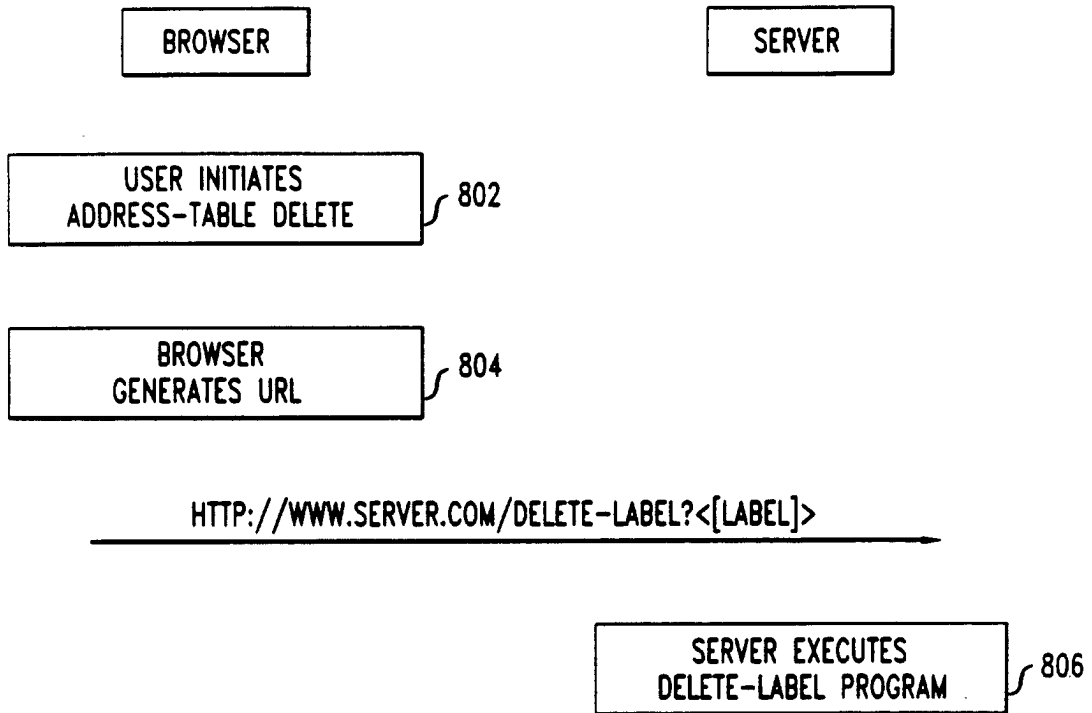 BROWSER
SERVER
USER INITIATES
ADDRESS-TABLE DELETE
802
BROWSER
GENERATES URL
804
HTTP://WWW.SERVER.COM/DELETE-LABEL?<[LABEL]>
SERVER EXECUTES
DELETE-LABEL PROGRAM
806